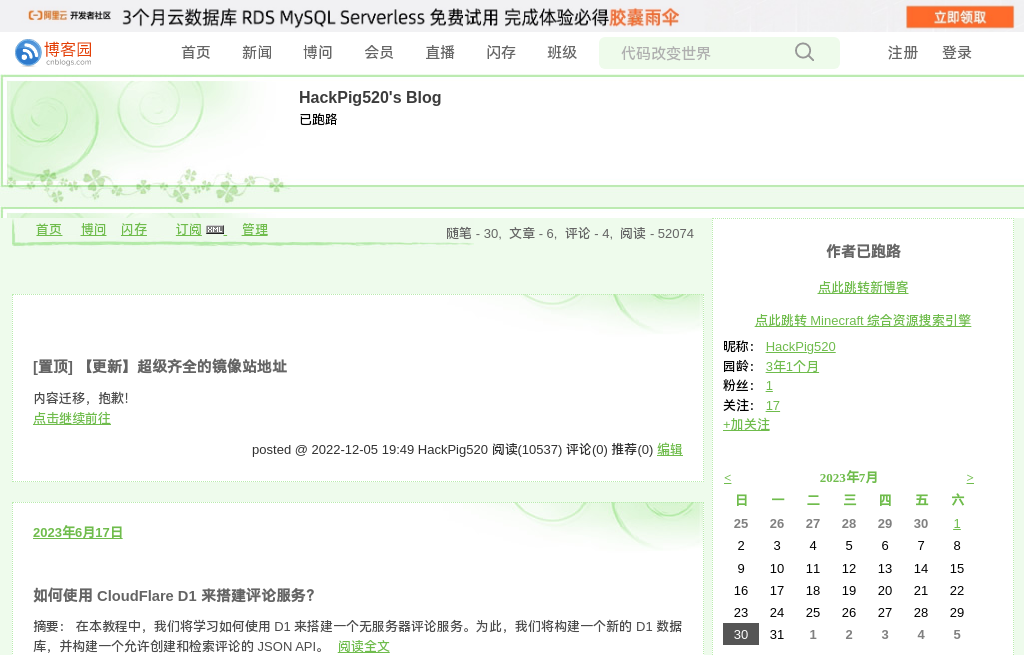 阿里云 开发者社区 3个月云数据库 RDS MySQL Serverless 免费试用 完成体验必得胶囊雨伞 立即领取
博客园 cnblogs.com 首页 新闻 博问 会员 直播 闪存 班级 代码改变世界 注册 登录
HackPig520's Blog
已跑路
首页 博问 闪存 订阅 XML 管理
随笔 - 30, 文章 - 6, 评论 - 4, 阅读 - 52074
[置顶] 【更新】超级齐全的镜像站地址
内容迁移，抱歉！
点击继续前往
posted @ 2022-12-05 19:49 HackPig520 阅读(10537) 评论(0) 推荐(0) 编辑
2023年6月17日
如何使用 CloudFlare D1 来搭建评论服务？
摘要： 在本教程中，我们将学习如何使用 D1 来搭建一个无服务器评论服务。为此，我们将构建一个新的 D1 数据
库，并构建一个允许创建和检索评论的 JSON API。 阅读全文
作者已跑路
点此跳转新博客
点此跳转 Minecraft 综合资源搜索引擎
昵称： HackPig520
园龄： 3年1个月
粉丝： 1
关注： 17
+加关注
< 2023年7月 >
日 一 二 三 四 五 六
25 26 27 28 29 30 1
2 3 4 5 6 7 8
9 10 11 12 13 14 15
16 17 18 19 20 21 22
23 24 25 26 27 28 29
30 31 1 2 3 4 5